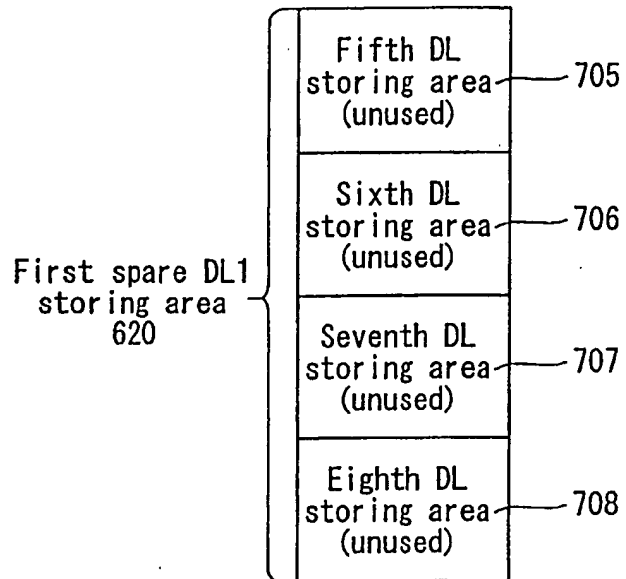 Fifth DL
storing area
(unused)
705
Sixth DL
storing area
(unused)
706
First spare DL1
storing area
620
Seventh DL
storing area
(unused)
707
Eighth DL
storing area
(unused)
708